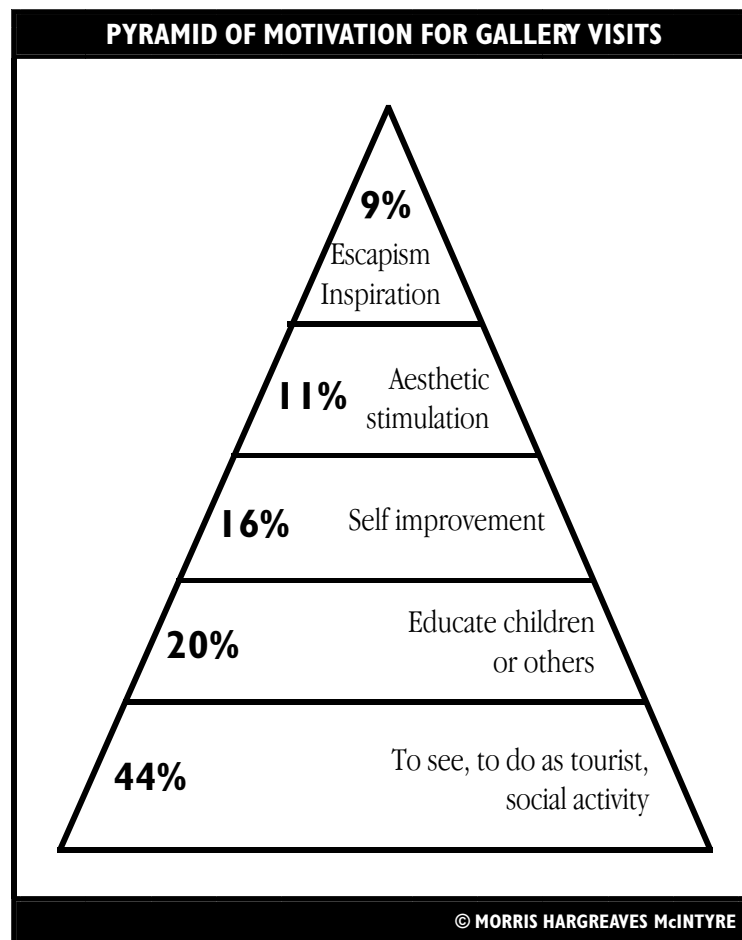 PYRAMID OF MOTIVATION FOR GALLERY VISITS
9%
Escapism
Inspiration
11%
Aesthetic
stimulation
16%
Self improvement
20%
Educate children
or others
44%
To see, to do as tourist,
social activity
© MORRIS HARGREAVES McINTYRE